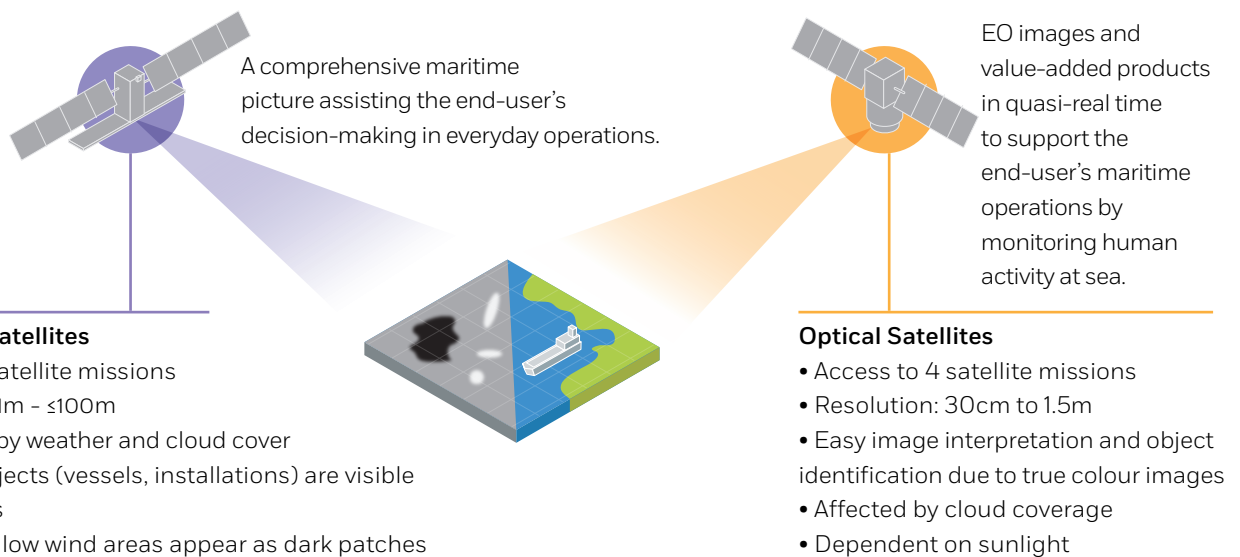 A comprehensive maritime
picture assisting the end-user's
decision-making in everyday operations.
EO images and
value-added products
in quasi-real time
to support the
end-user's maritime
operations by
monitoring human
activity at sea.
atellites
atellite missions
m - ≤100m
by weather and cloud cover
jects (vessels, installations) are visible
s
low wind areas appear as dark patches
Optical Satellites
• Access to 4 satellite missions
• Resolution: 30cm to 1.5m
• Easy image interpretation and object
identification due to true colour images
• Affected by cloud coverage
• Dependent on sunlight